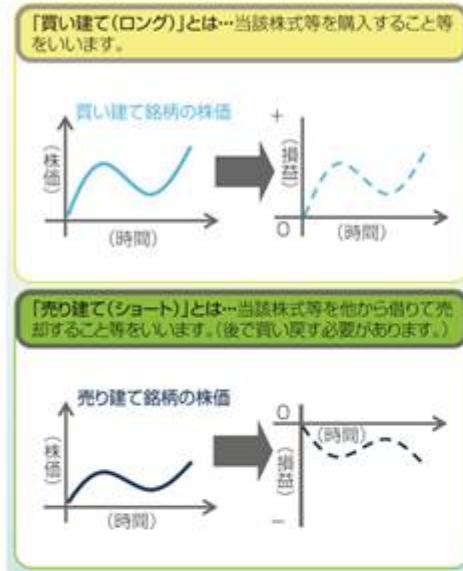 「買い建て(ロング)」とは…当該株式等を購入すること等
をいいます。
買い建て銘柄の株価
(株価)
(時間)
+
(損益)
0
(時間)
「売り建て(ショート)」とは…当該株式等を他から借りて売
却すること等をいいます。(後で買い戻す必要があります。)
売り建て銘柄の株価
(株価)
(時間)
0
(時間)
(損益)
−